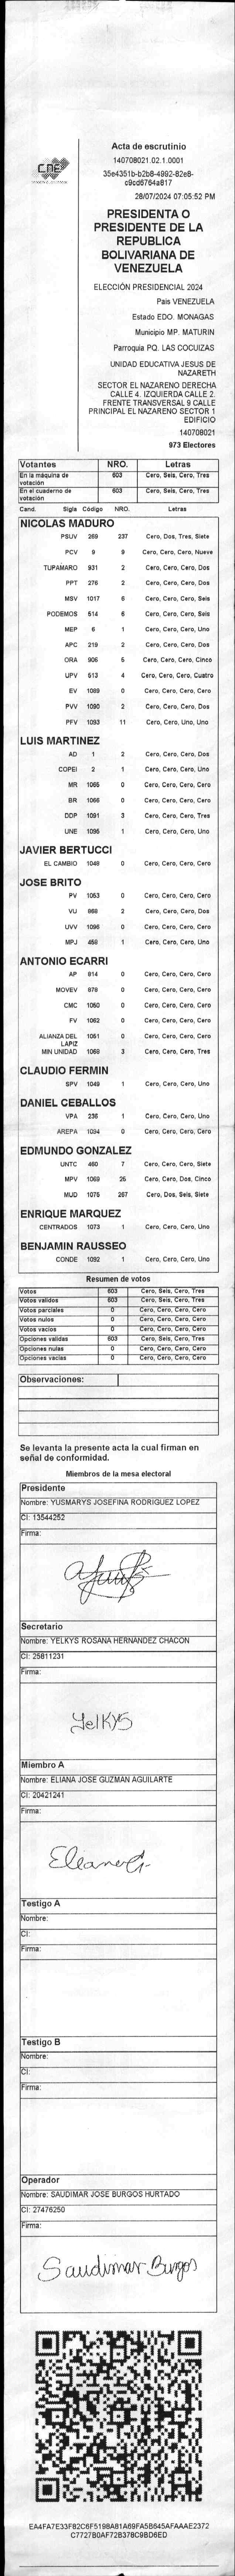 CNE
Acta de escrutinio
140708021.02.1.0001
35e4351b-b2b6-4992-82e8-
c9cd6764a817
28/07/2024 07:05:52 PM
PRESIDENTA O
PRESIDENTE DE LA
REPUBLICA
BOLIVARIANA DE
VENEZUELA
ELECCIÓN PRESIDENCIAL 2024
Pais VENEZUELA
Estado EDO. MONAGAS
Municipio MP. MATURIN
Parroquia PQ. LAS COCUIZAS
UNIDAD EDUCATIVA JESUS DE
NAZARETH
SECTOR EL NAZARENO DERECHA
CALLE 4. IZQUIERDA CALLE 2.
FRENTE TRANSVERSAL 9 CALLE
PRINCIPAL EL NAZARENO SECTOR 1
EDIFICIO
140708021
973 Electores
Votantes NRO. Letras
En la máquina de votación 603 Cero, Seis, Cero, Tres
En el cuaderno de votación 603 Cero, Seis, Cero, Tres
Cand. Sigla Código NRO. Letras
NICOLAS MADURO
PSUV 269 237 Cero, Dos, Tres, Siete
PCV 9 9 Cero, Cero, Cero, Nueve
TUPAMARO 931 2 Cero, Cero, Cero, Dos
PPT 276 2 Cero, Cero, Cero, Dos
MSV 1017 6 Cero, Cero, Cero, Seis
PODEMOS 514 6 Cero, Cero, Cero, Seis
MEP 6 1 Cero, Cero, Cero, Uno
APC 219 2 Cero, Cero, Cero, Dos
ORA 906 5 Cero, Cero, Cero, Cinco
UPV 513 4 Cero, Cero, Cero, Cuatro
EV 1089 0 Cero, Cero, Cero, Cero
PVV 1090 2 Cero, Cero, Cero, Dos
PFV 1093 11 Cero, Cero, Uno, Uno
LUIS MARTINEZ
AD 1 2 Cero, Cero, Cero, Dos
COPEI 2 1 Cero, Cero, Cero, Uno
MR 1065 0 Cero, Cero, Cero, Cero
BR 1066 0 Cero, Cero, Cero, Cero
DDP 1091 3 Cero, Cero, Cero, Tres
UNE 1095 1 Cero, Cero, Cero, Uno
JAVIER BERTUCCI
EL CAMBIO 1048 0 Cero, Cero, Cero, Cero
JOSE BRITO
PV 1053 0 Cero, Cero, Cero, Cero
VU 868 2 Cero, Cero, Cero, Dos
UVV 1096 0 Cero, Cero, Cero, Cero
MPJ 458 1 Cero, Cero, Cero, Uno
ANTONIO ECARRI
AP 814 0 Cero, Cero, Cero, Cero
MOVEV 878 0 Cero, Cero, Cero, Cero
CMC 1050 0 Cero, Cero, Cero, Cero
FV 1062 0 Cero, Cero, Cero, Cero
ALIANZA DEL LAPIZ 1051 0 Cero, Cero, Cero, Cero
MIN UNIDAD 1068 3 Cero, Cero, Cero, Tres
CLAUDIO FERMIN
SPV 1049 1 Cero, Cero, Cero, Uno
DANIEL CEBALLOS
VPA 236 1 Cero, Cero, Cero, Uno
AREPA 1094 0 Cero, Cero, Cero, Cero
EDMUNDO GONZALEZ
UNTC 460 7 Cero, Cero, Cero, Siete
MPV 1069 25 Cero, Cero, Dos, Cinco
MUD 1075 267 Cero, Dos, Seis, Siete
ENRIQUE MARQUEZ
CENTRADOS 1073 1 Cero, Cero, Cero, Uno
BENJAMIN RAUSSEO
CONDE 1092 1 Cero, Cero, Cero, Uno
Resumen de votos
Votos 603 Cero, Seis, Cero, Tres
Votos validos 603 Cero, Seis, Cero, Tres
Votos parciales 0 Cero, Cero, Cero, Cero
Votos nulos 0 Cero, Cero, Cero, Cero
Votos vacios 0 Cero, Cero, Cero, Cero
Opciones validas 603 Cero, Seis, Cero, Tres
Opciones nulas 0 Cero, Cero, Cero, Cero
Opciones vacias 0 Cero, Cero, Cero, Cero
Observaciones:
Se levanta la presente acta la cual firman en
señal de conformidad.
Miembros de la mesa electoral
Presidente
Nombre: YUSMARYS JOSEFINA RODRIGUEZ LOPEZ
CI: 13544252
Firma:
Secretario
Nombre: YELKYS ROSANA HERNANDEZ CHACON
CI: 25811231
Firma:
Yelkys
Miembro A
Nombre: ELIANA JOSE GUZMAN AGUILARTE
CI: 20421241
Firma:
Testigo A
Nombre:
CI:
Firma:
Testigo B
Nombre:
CI:
Firma:
Operador
Nombre: SAUDIMAR JOSE BURGOS HURTADO
CI: 27476250
Firma:
Saudimar Burgos
EA4FA7E33F82C6F519BA81A69FA5B645AFAAAE2372
C7727B0AF72B378C9BD6ED